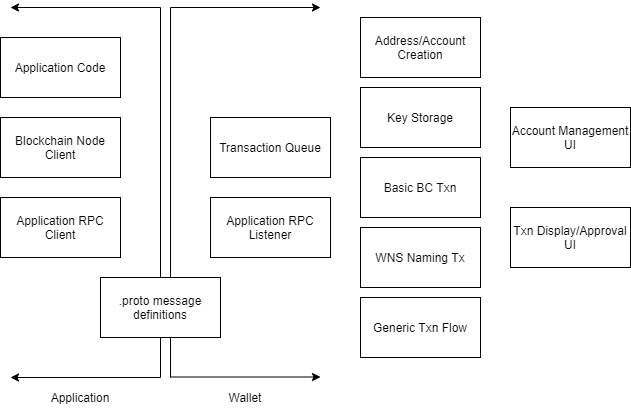 Application Code
Blockchain Node
Client
Application RPC
Client
.proto message
definitions
Application
Transaction Queue
Application RPC
Listener
Wallet
Address/Account
Creation
Key Storage
Basic BC Txn
WNS Naming Tx
Generic Txn Flow
Account Management
UI
Txn Display/Approval
UI